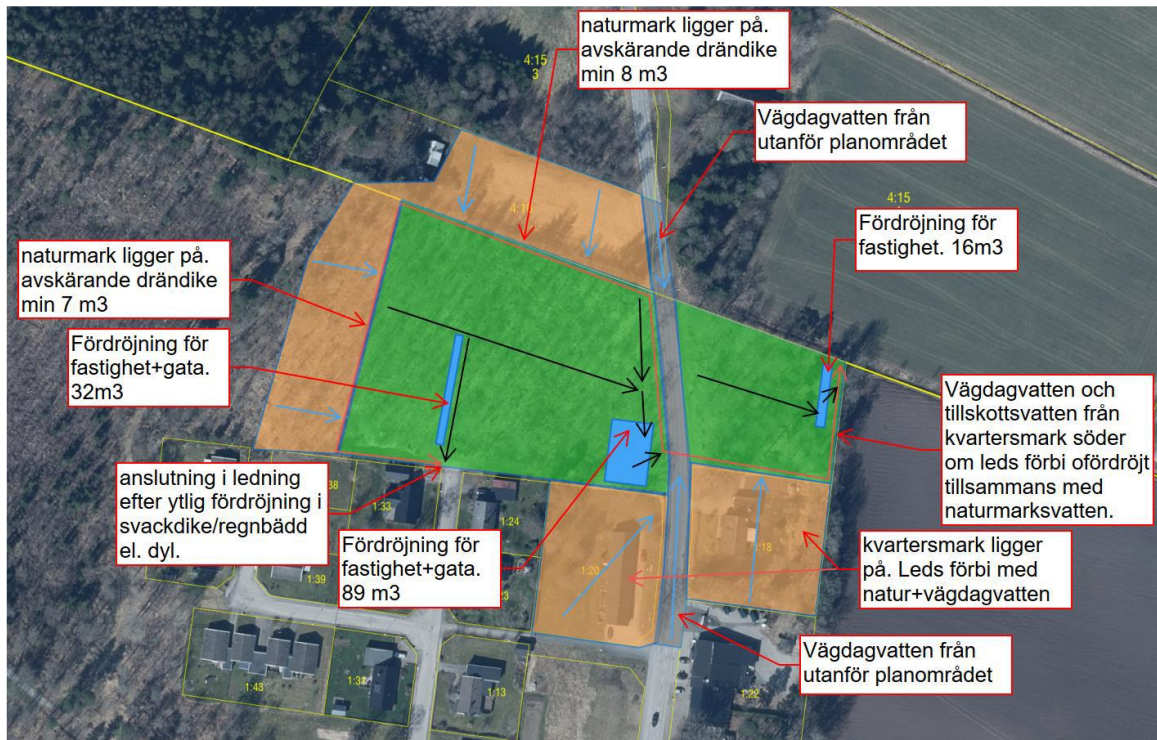 naturmark ligger på.
avskärande drändike
min 8 m3
4:15
3
Vägdagvatten från
utanför planområdet
4:15
Fördröjning för
fastighet. 16m3
naturmark ligger på.
avskärande drändike
min 7 m3
Fördröjning för
fastighet+gata.
32m3
Vägdagvatten och
tillskottsvatten från
kvartersmark söder
om leds förbi ofördröjt
tillsammans med
naturmarksvatten.
anslutning i ledning
efter ytlig fördröjning i
svackdike/regnbädd
el. dyl.
38
1:33
1:24
Fördröjning för
fastighet+gata.
89 m3
1:39
1:20
1:18
kvartersmark ligger
på. Leds förbi med
natur+vägdagvatten
Vägdagvatten från
utanför planområdet
1:43
1:13
1:22